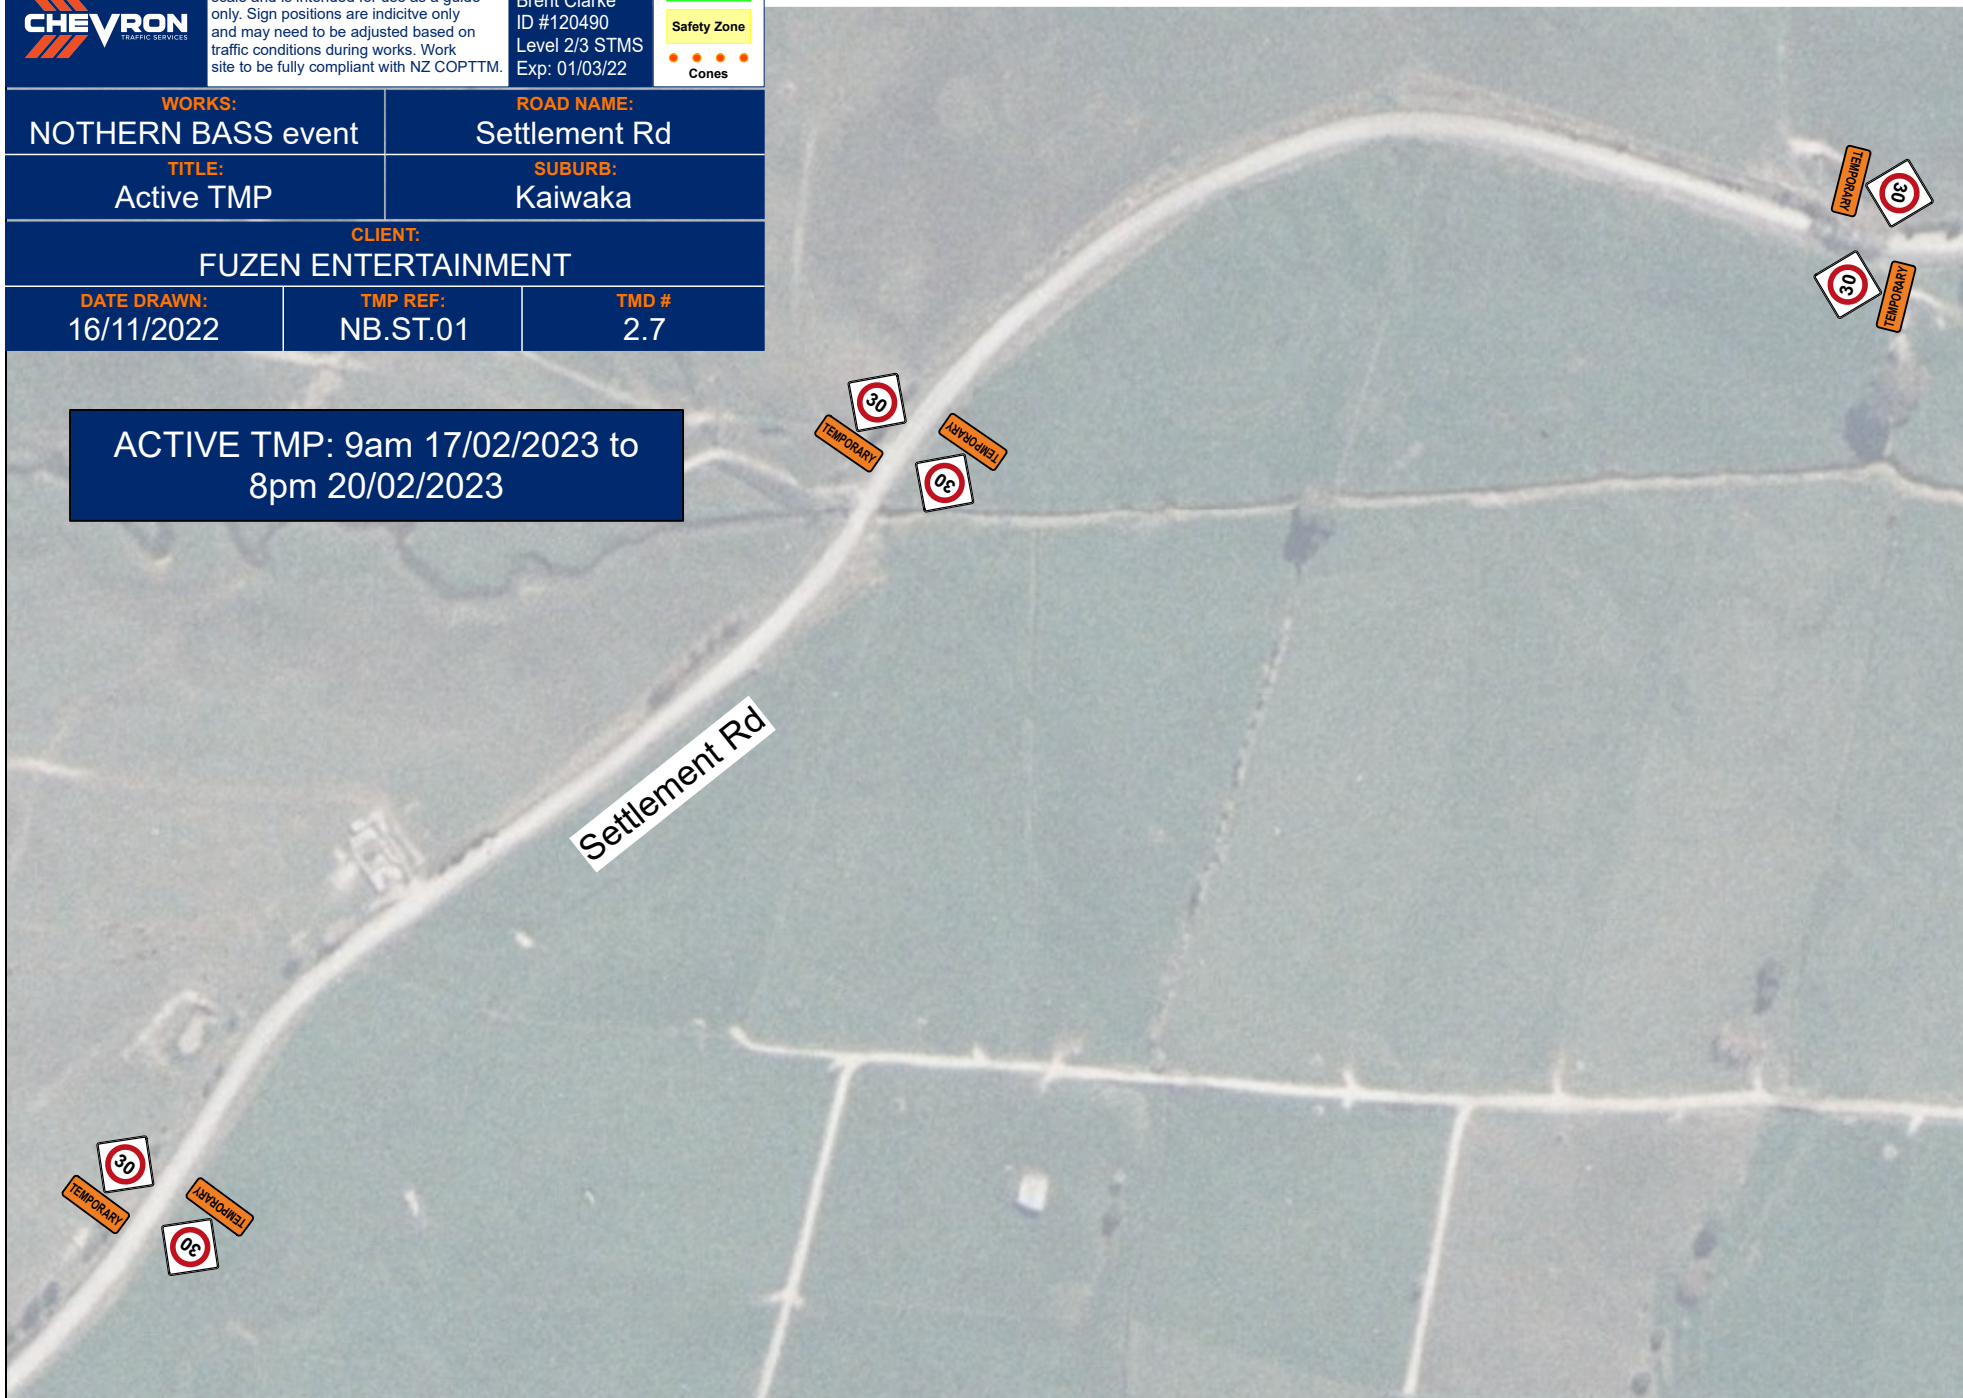 CHEVRON
TRAFFIC SERVICES
only. Sign positions are indicitve only
and may need to be adjusted based on
traffic conditions during works. Work
site to be fully compliant with NZ COPTTM.
Brent Clarke
ID #120490
Level 2/3 STMS
Exp: 01/03/22
Safety Zone
Cones
WORKS:
NOTHERN BASS event
ROAD NAME:
Settlement Rd
TITLE:
Active TMP
SUBURB:
Kaiwaka
CLIENT:
FUZEN ENTERTAINMENT
DATE DRAWN:
16/11/2022
TMP REF:
NB.ST.01
TMD #
2.7
TEMPORARY
30
30
TEMPORARY
30
TEMPORARY
TEMPORARY
30
ACTIVE TMP: 9am 17/02/2023 to
8pm 20/02/2023
Settlement Rd
30
TEMPORARY
TEMPORARY
30